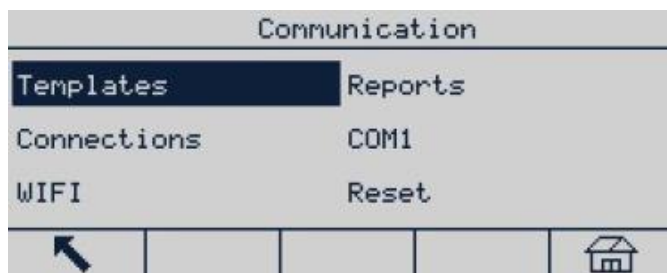 Communication
Templates Reports
Connections COM1
WIFI Reset